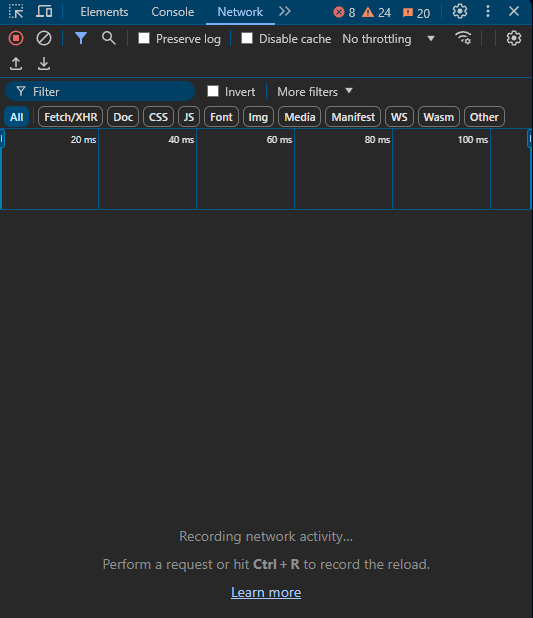 Elements Console Network 8 24 20
Preserve log Disable cache No throttling
Filter Invert More filters
All Fetch/XHR Doc CSS JS Font Img Media Manifest WS Wasm Other
20 ms 40 ms 60 ms 80 ms 100 ms
Recording network activity...
Perform a request or hit Ctrl + R to record the reload.
Learn more